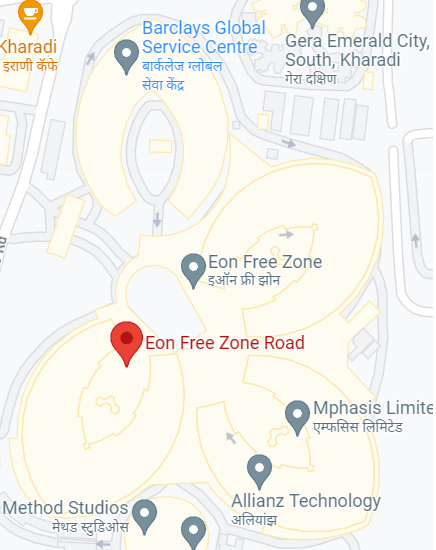 Barclays Global
Service Centre
बार्कलेज ग्लोबल
सेवा केंद्र
Kharadi
इराणी कॅफे
Gera Emerald City,
South, Kharadi
गेरा दक्षिण
Eon Free Zone
इऑन फ्री झोन
Eon Free Zone Road
Mphasis Limite
एम्फसिस लिमिटेड
Allianz Technology
अलियांझ
Method Studios
मेथड स्टुडिओस